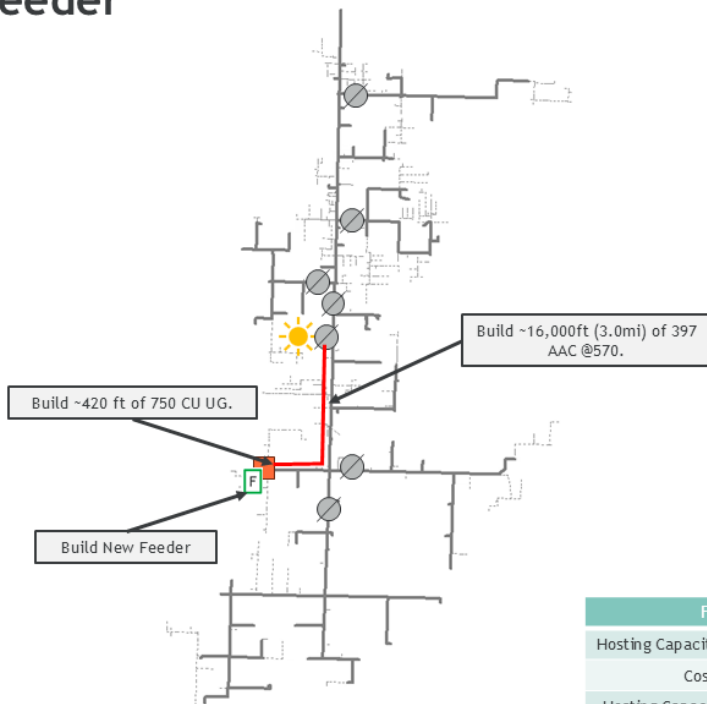 eeder
Build ~16,000ft (3.0mi) of 397
AAC @570.
Build ~420 ft of 750 CU UG.
F
Build New Feeder
F
Hosting Capacit
Cos